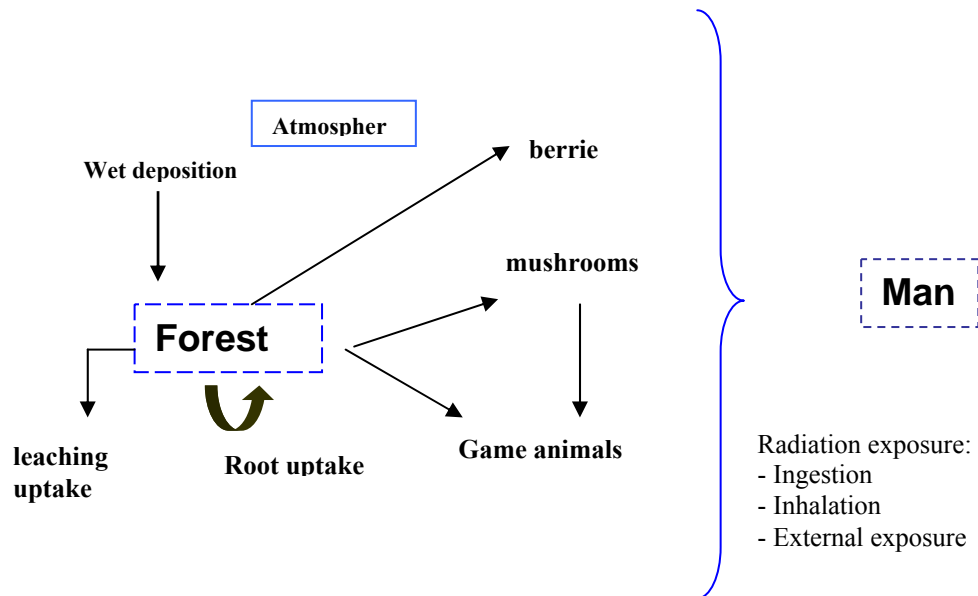 Atmospher
Wet deposition
berrie
mushrooms
Forest
Man
leaching
uptake
Root uptake
Game animals
Radiation exposure:
- Ingestion
- Inhalation
- External exposure